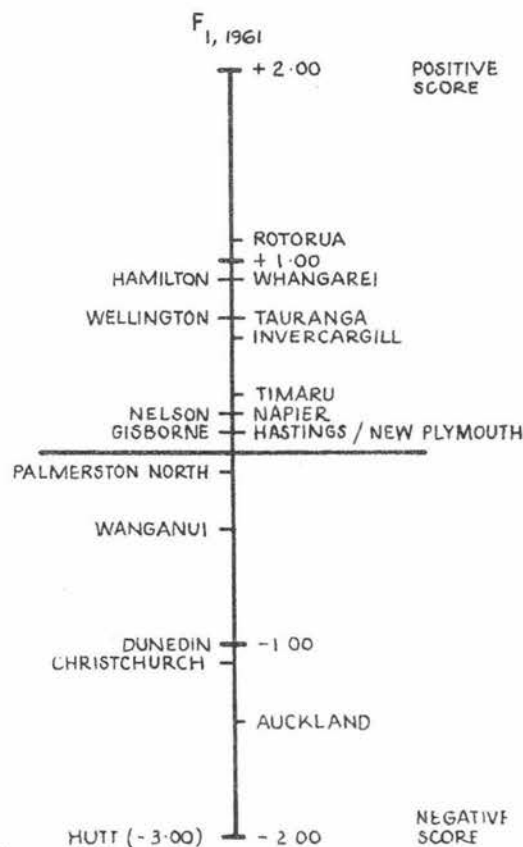 F1, 1961
+2·00 POSITIVE SCORE
ROTORUA
+1·00
HAMILTON WHANGAREI
WELLINGTON TAURANGA
INVERCARGILL
TIMARU
NELSON NAPIER
GISBORNE HASTINGS / NEW PLYMOUTH
PALMERSTON NORTH
WANGANUI
DUNEDIN -1·00
CHRISTCHURCH
AUCKLAND
HUTT (-3·00) -2·00 NEGATIVE SCORE